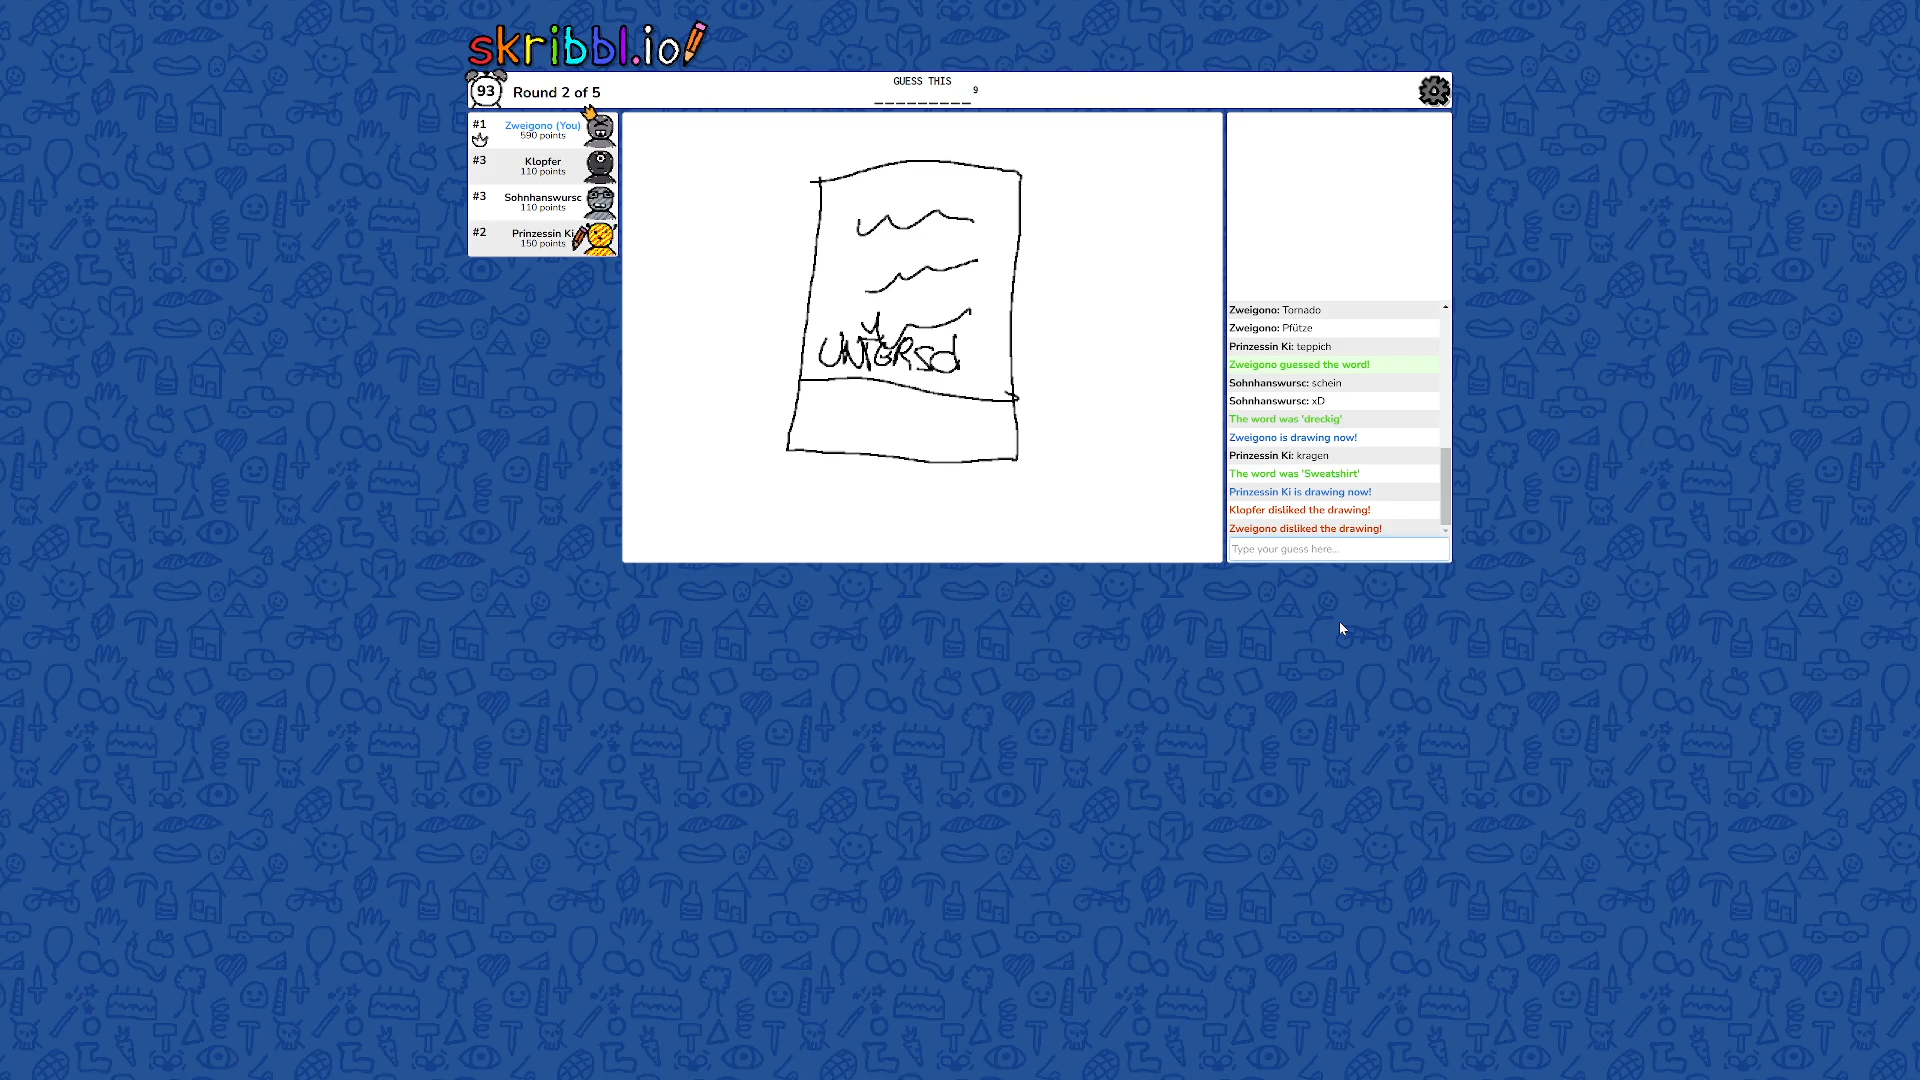 skribbl.io
93
Round 2 of 5
GUESS THIS
_________ 9
#1
Zweigono (You)
590 points
#3
Klopfer
110 points
#3
Sohnhanswursc
110 points
#2
Prinzessin Ki
150 points
Zweigono: Tornado
Zweigono: Pfütze
Prinzessin Ki: teppich
Zweigono guessed the word!
Sohnhanswursc: schein
Sohnhanswursc: xD
The word was 'dreckig'
Zweigono is drawing now!
Prinzessin Ki: kragen
The word was 'Sweatshirt'
Prinzessin Ki is drawing now!
Klopfer disliked the drawing!
Zweigono disliked the drawing!
Type your guess here...